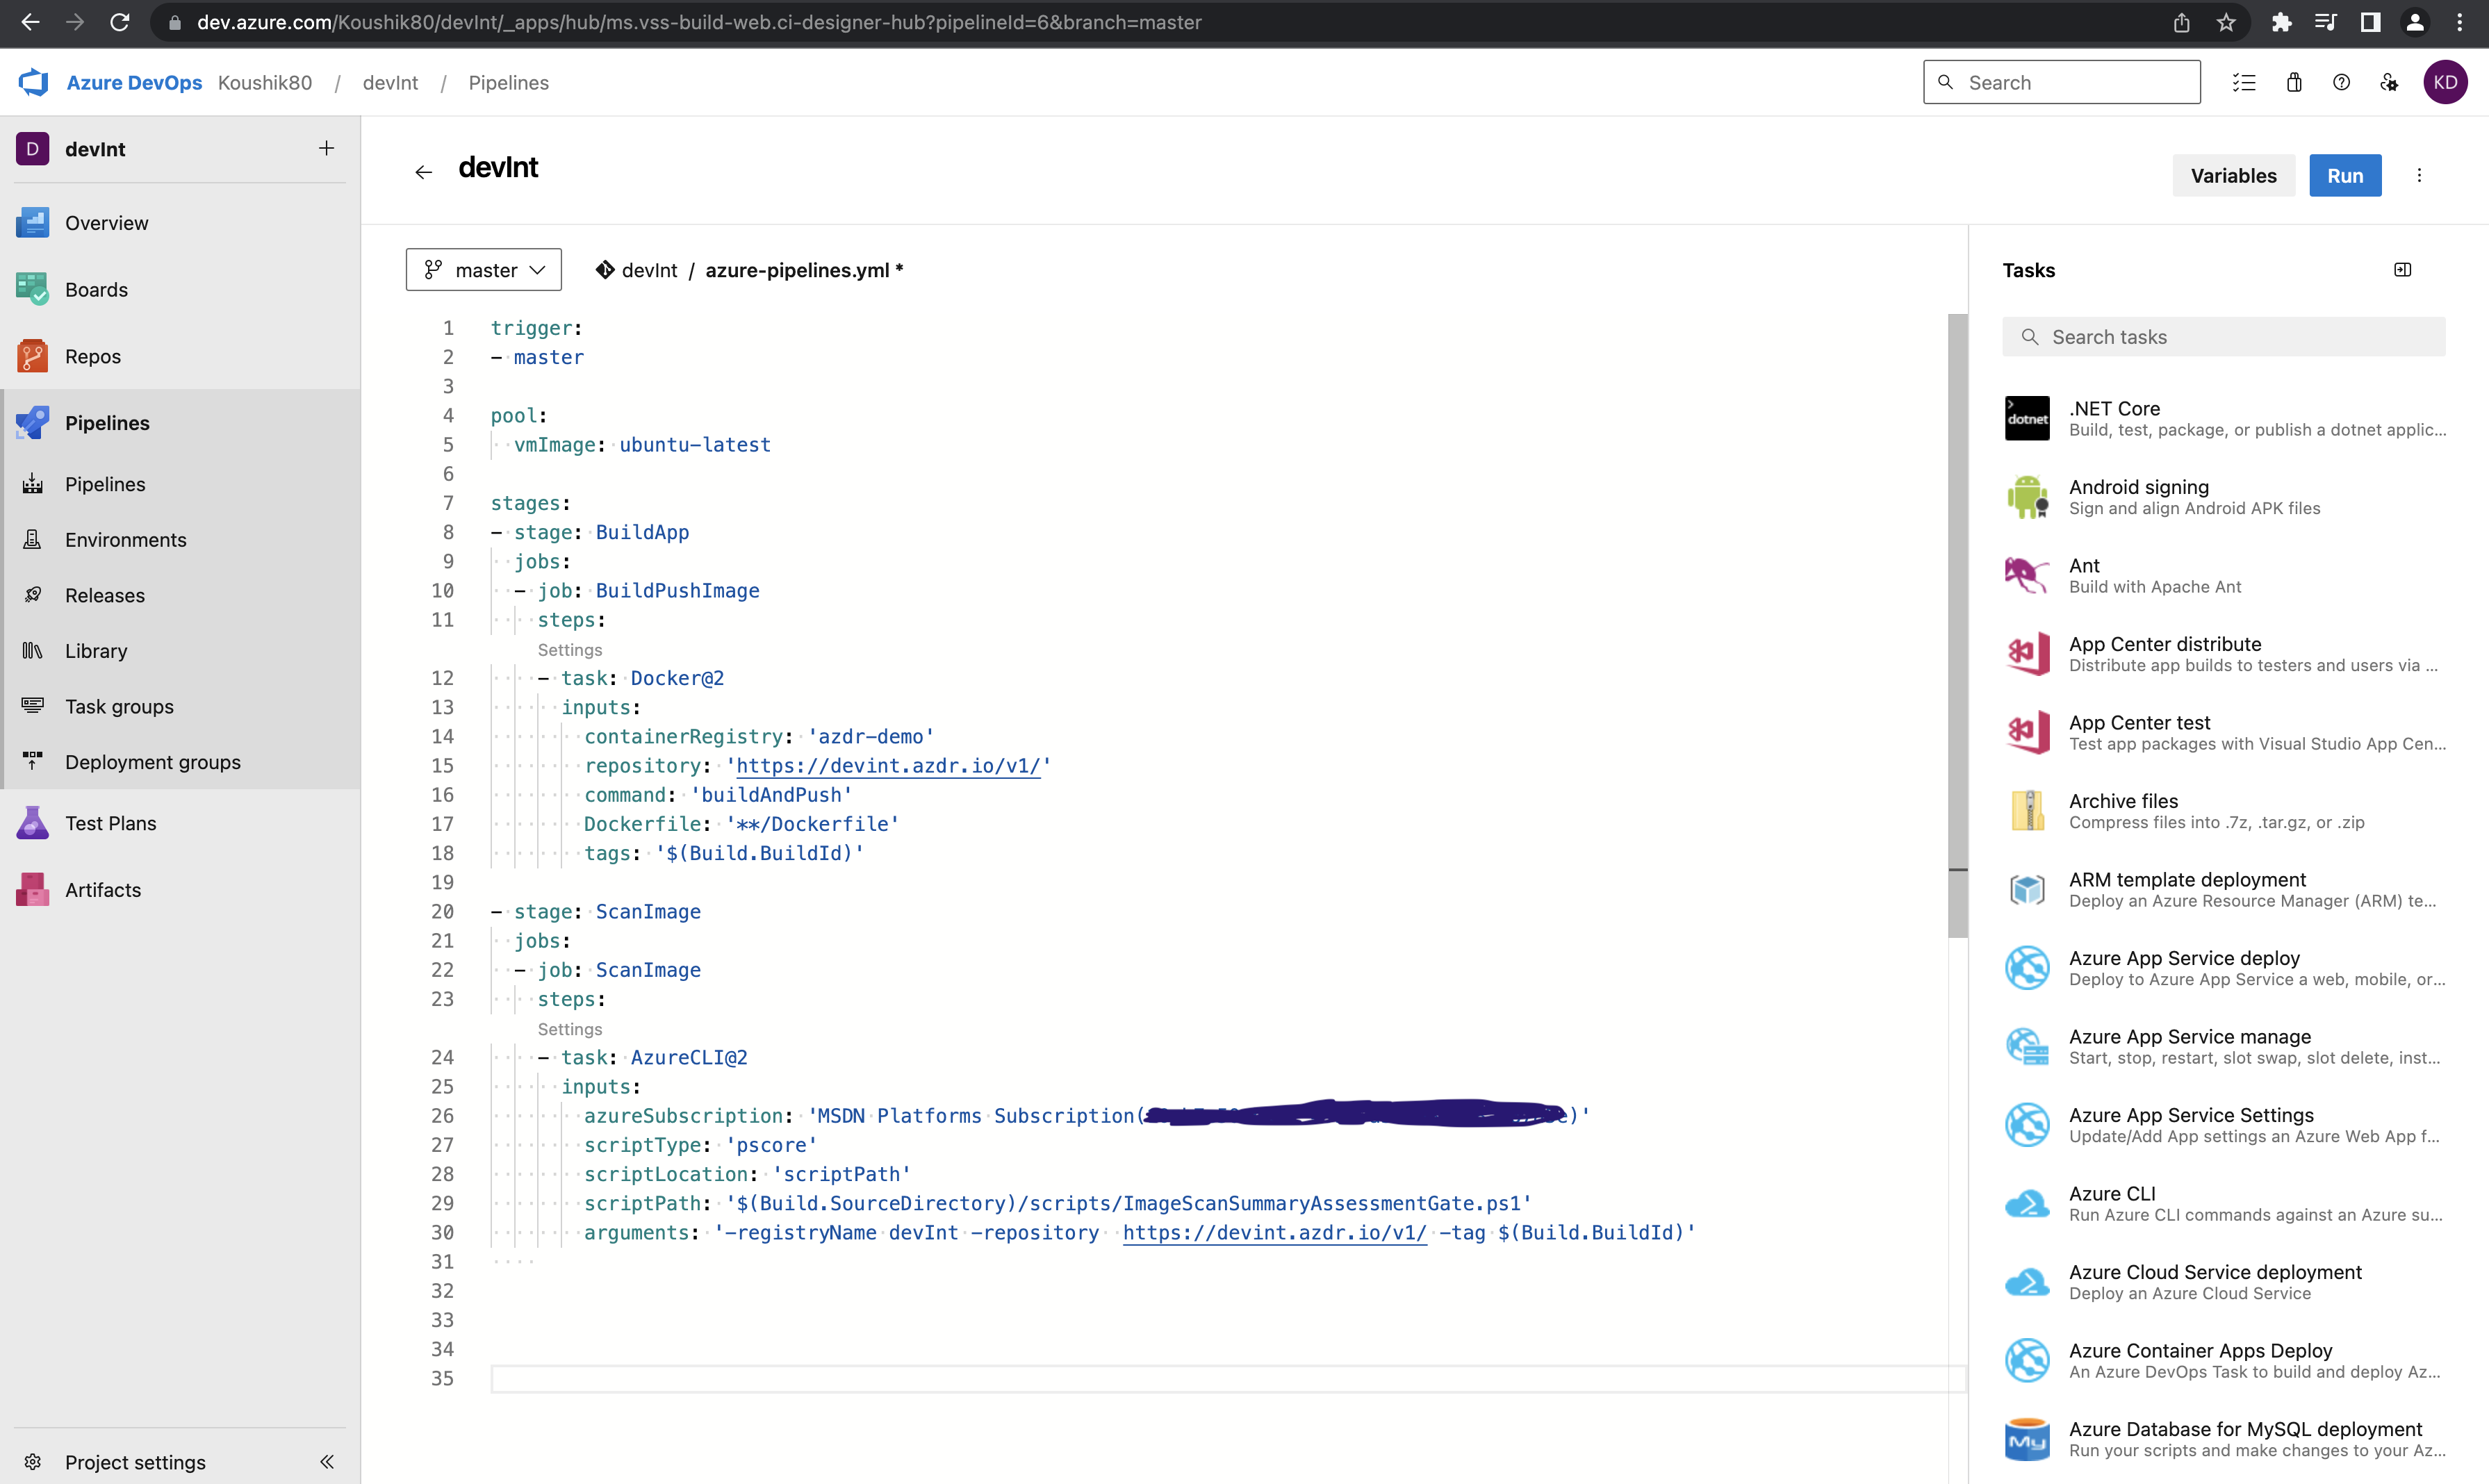 dev.azure.com/Koushik80/devInt/_apps/hub/ms.vss-build-web.ci-designer-hub?pipelineId=6&branch=master
Azure DevOps Koushik80 / devInt / Pipelines
Search
KD
D devInt +
Overview
Boards
Repos
Pipelines
Pipelines
Environments
Releases
Library
Task groups
Deployment groups
Test Plans
Artifacts
Project settings
devInt
Variables
Run
master
devInt / azure-pipelines.yml *
1 trigger:
2 - master
3
4 pool:
5 vmImage: ubuntu-latest
6
7 stages:
8 - stage: BuildApp
9 jobs:
10 - job: BuildPushImage
11 steps:
Settings
12 - task: Docker@2
13 inputs:
14 containerRegistry: 'azdr-demo'
15 repository: 'https://devint.azdr.io/v1/'
16 command: 'buildAndPush'
17 Dockerfile: '**/Dockerfile'
18 tags: '$(Build.BuildId)'
19
20 - stage: ScanImage
21 jobs:
22 - job: ScanImage
23 steps:
Settings
24 - task: AzureCLI@2
25 inputs:
26 azureSubscription: 'MSDN Platforms Subscription()'
27 scriptType: 'pscore'
28 scriptLocation: 'scriptPath'
29 scriptPath: '$(Build.SourceDirectory)/scripts/ImageScanSummaryAssessmentGate.ps1'
30 arguments: '-registryName devInt -repository https://devint.azdr.io/v1/ -tag $(Build.BuildId)'
31
32
33
34
35
Tasks
Search tasks
dotnet
.NET Core
Build, test, package, or publish a dotnet applic...
Android signing
Sign and align Android APK files
Ant
Build with Apache Ant
App Center distribute
Distribute app builds to testers and users via ...
App Center test
Test app packages with Visual Studio App Cen...
Archive files
Compress files into .7z, .tar.gz, or .zip
ARM template deployment
Deploy an Azure Resource Manager (ARM) te...
Azure App Service deploy
Deploy to Azure App Service a web, mobile, or...
Azure App Service manage
Start, stop, restart, slot swap, slot delete, inst...
Azure App Service Settings
Update/Add App settings an Azure Web App f...
Azure CLI
Run Azure CLI commands against an Azure su...
Azure Cloud Service deployment
Deploy an Azure Cloud Service
Azure Container Apps Deploy
An Azure DevOps Task to build and deploy Az...
My
Azure Database for MySQL deployment
Run your scripts and make changes to your Az...